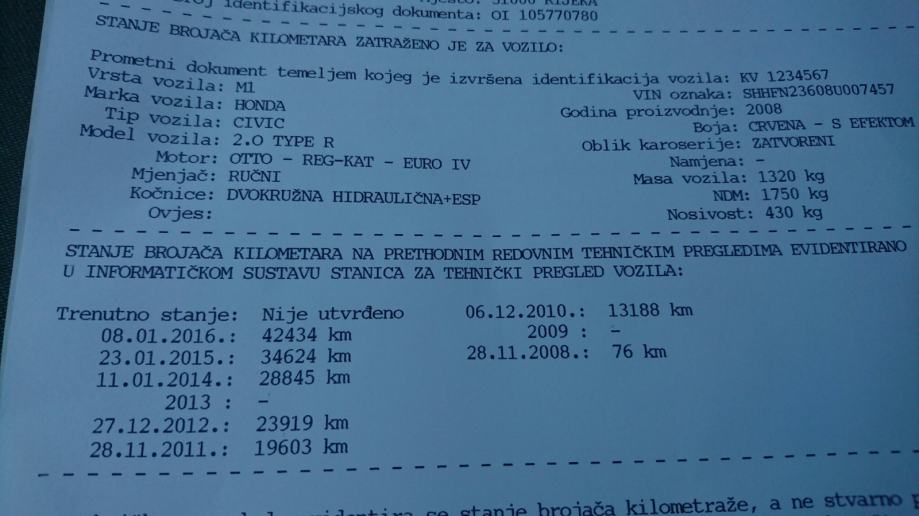 identifikacijskog dokumenta: OI 105770780
51000 RIJEKA
STANJE BROJAČA KILOMETARA ZATRAŽENO JE ZA VOZILO:
Prometni dokument temeljem kojeg je izvršena identifikacija vozila: KV 1234567
Vrsta vozila: M1
VIN oznaka: SHHFN23608U007457
Marka vozila: HONDA
Godina proizvodnje: 2008
Tip vozila: CIVIC
Boja: CRVENA - S EFEKTOM
Model vozila: 2.0 TYPE R
Oblik karoserije: ZATVORENI
Motor: OTTO - REG-KAT - EURO IV
Namjena: -
Mjenjač: RUČNI
Masa vozila: 1320 kg
Kočnice: DVOKRUŽNA HIDRAULIČNA+ESP
NDM: 1750 kg
Ovjes:
Nosivost: 430 kg
STANJE BROJAČA KILOMETARA NA PRETHODNIM REDOVNIM TEHNIČKIM PREGLEDIMA EVIDENTIRANO
U INFORMATIČKOM SUSTAVU STANICA ZA TEHNIČKI PREGLED VOZILA:
Trenutno stanje: Nije utvrđeno
08.01.2016.: 42434 km
23.01.2015.: 34624 km
11.01.2014.: 28845 km
2013 : -
27.12.2012.: 23919 km
28.11.2011.: 19603 km
06.12.2010.: 13188 km
2009 : -
28.11.2008.: 76 km
se stanje brojača kilometraže, a ne stvarno